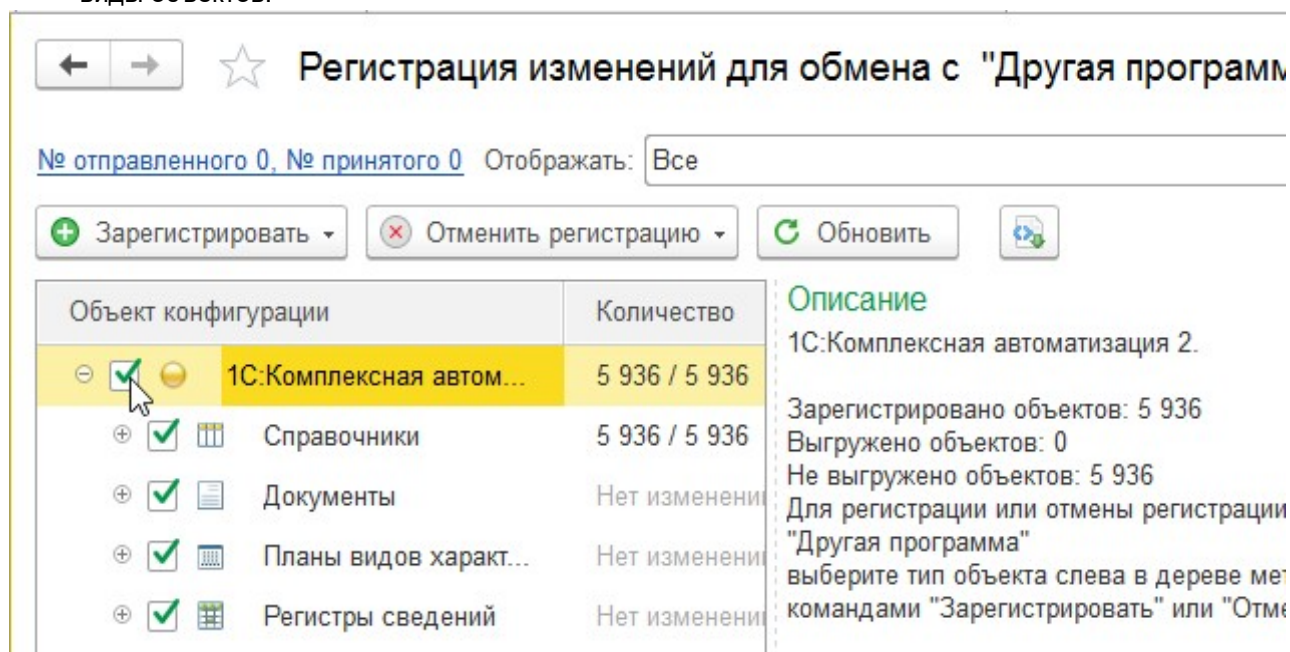 Регистрация изменений для обмена с "Другая программ
№ отправленного 0, № принятого 0 Отображать: Все
Зарегистрировать Отменить регистрацию Обновить
Объект конфигурации Количество
1С:Комплексная автом... 5 936 / 5 936
Справочники 5 936 / 5 936
Документы Нет изменени
Планы видов характ... Нет изменени
Регистры сведений Нет изменени
Описание
1С:Комплексная автоматизация 2.
Зарегистрировано объектов: 5 936
Выгружено объектов: 0
Не выгружено объектов: 5 936
Для регистрации или отмены регистрации
"Другая программа"
выберите тип объекта слева в дереве мет
командами "Зарегистрировать" или "Отме